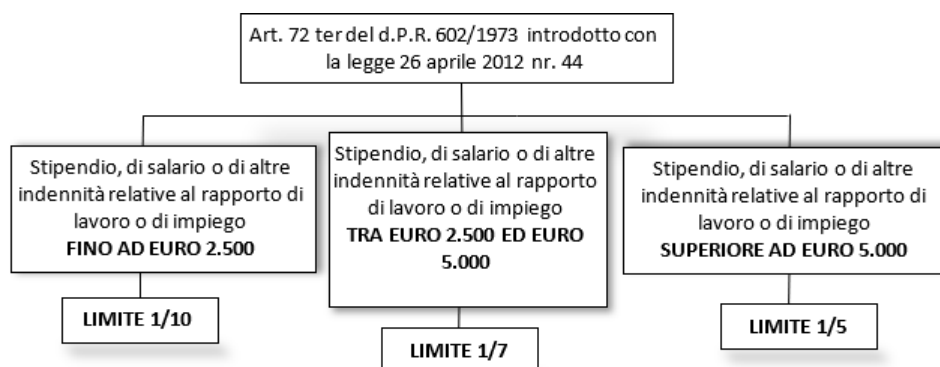 Art. 72 ter del d.P.R. 602/1973 introdotto con
la legge 26 aprile 2012 nr. 44
Stipendio, di salario o di altre
indennità relative al rapporto di
lavoro o di impiego
FINO AD EURO 2.500
LIMITE 1/10
Stipendio, di salario o di altre
indennità relative al rapporto
di lavoro o di impiego
TRA EURO 2.500 ED EURO
5.000
LIMITE 1/7
Stipendio, di salario o di altre
indennità relative al rapporto di
lavoro o di impiego
SUPERIORE AD EURO 5.000
LIMITE 1/5